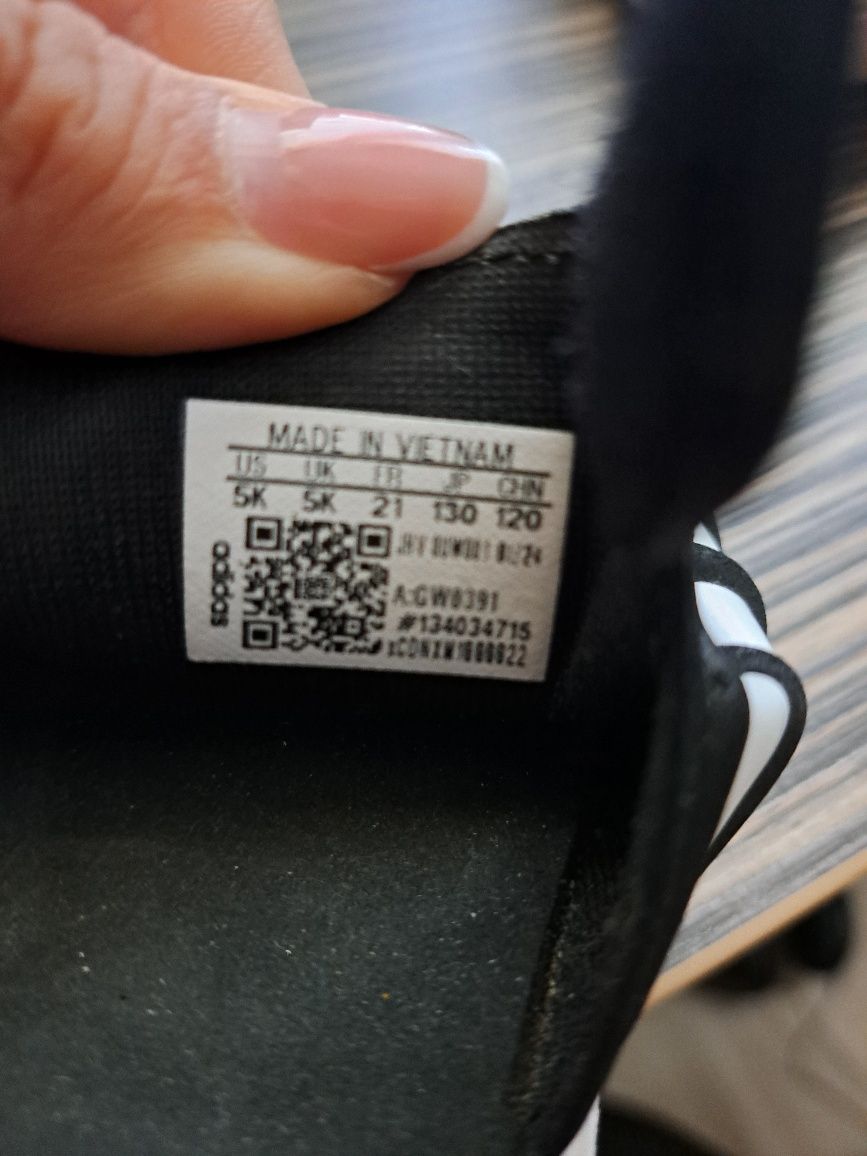 MADE IN VIETNAM
US UK FR JP CHN
5K 5K 21 130 120
adidas
A:GW0391
#134034715